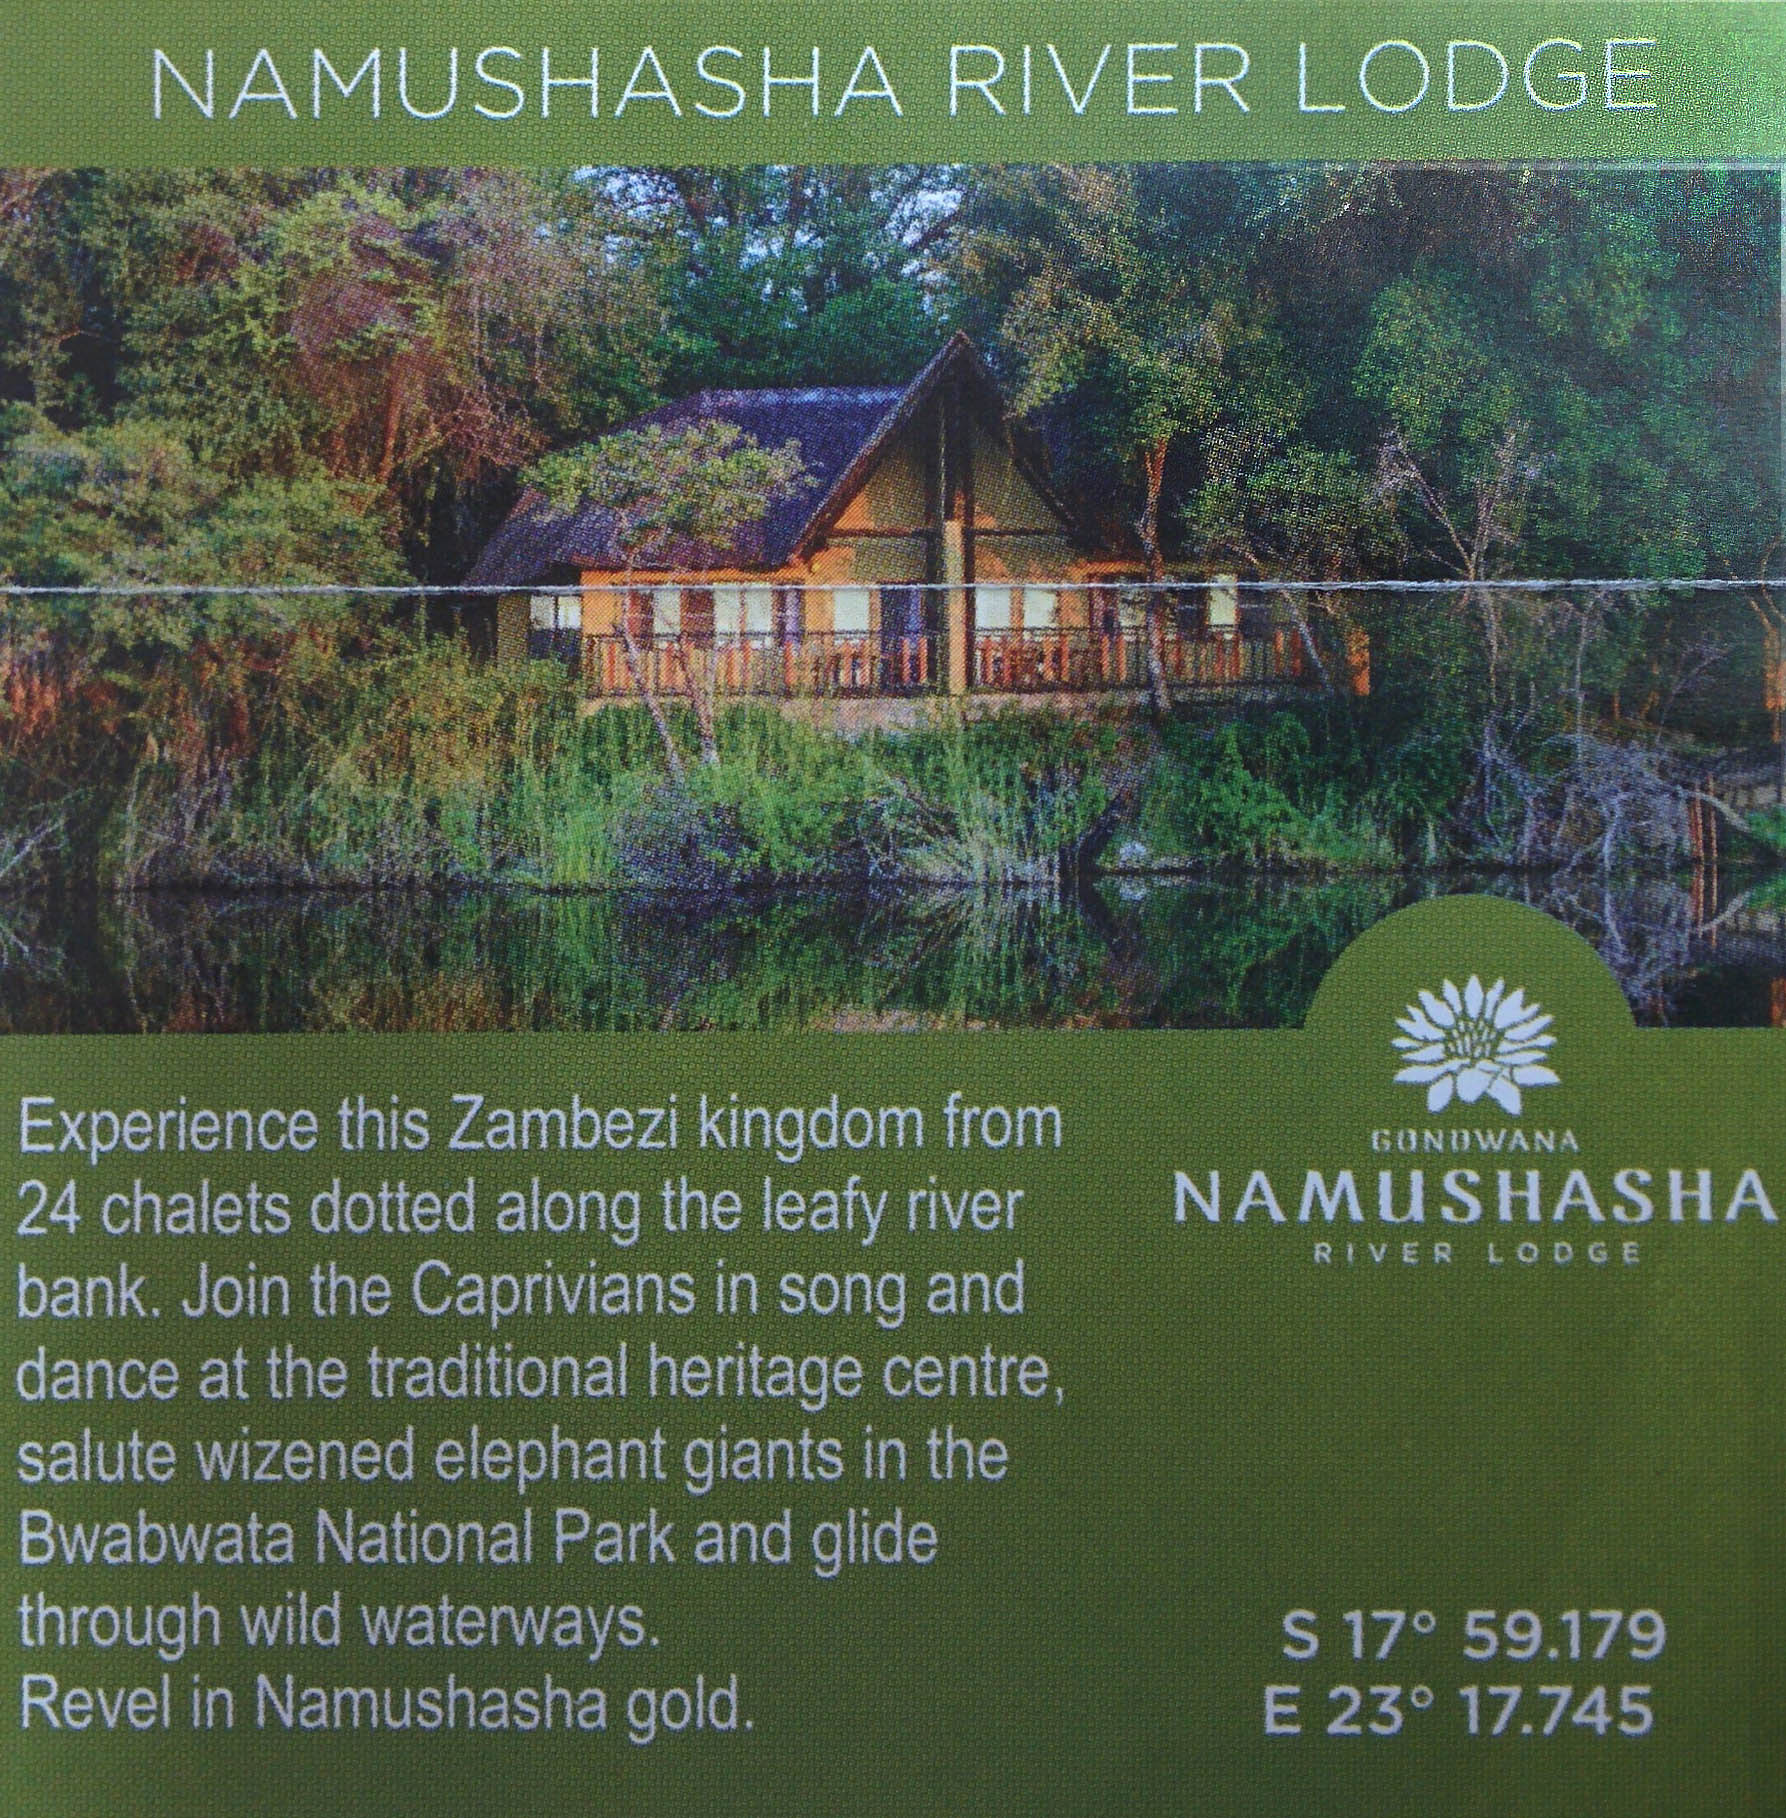 NAMUSHASHA RIVER LODGE
Experience this Zambezi kingdom from
24 chalets dotted along the leafy river
bank. Join the Caprivians in song and
dance at the traditional heritage centre,
salute wizened elephant giants in the
Bwabwata National Park and glide
through wild waterways.
Revel in Namushasha gold.
GONDWANA
NAMUSHASHA
RIVER LODGE
S 17° 59.179
E 23° 17.745